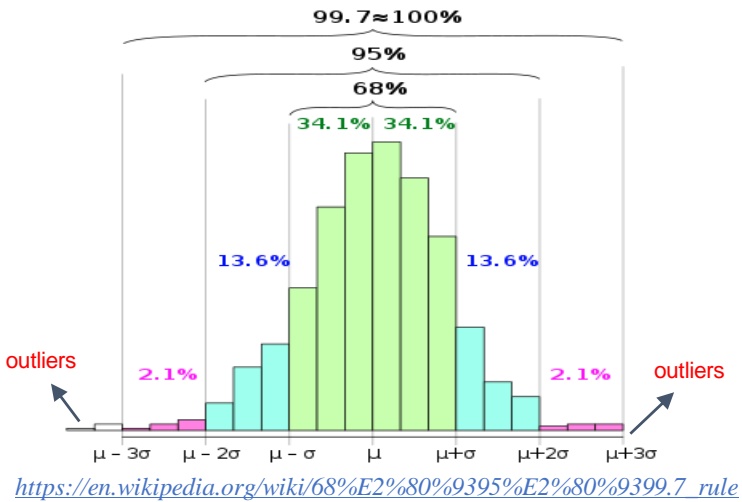 99.7≈100%
95%
68%
34.1% 34.1%
13.6% 13.6%
outliers 2.1% 2.1% outliers
μ − 3σ μ − 2σ μ − σ μ μ+σ μ+2σ μ+3σ
https://en.wikipedia.org/wiki/68%E2%80%9395%E2%80%9399.7_rule